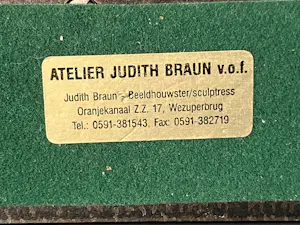 ATELIER JUDITH BRAUN v.o.f.
Judith Braun - Beeldhouwster/sculptress
Oranjekanaal Z.Z. 17, Wezuperbrug
Tel.: 0591-381543, Fax: 0591-382719